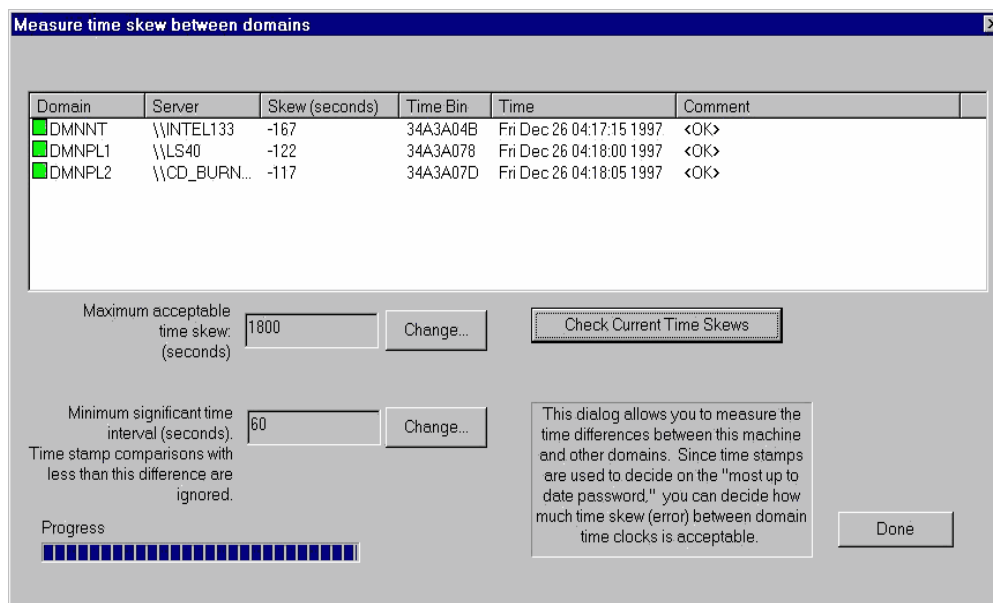 Measure time skew between domains
Domain Server Skew (seconds) Time Bin Time Comment
DMNNT \\INTEL133 -167 34A3A04B Fri Dec 26 04:17:15 1997 <OK>
DMNPL1 \\LS40 -122 34A3A078 Fri Dec 26 04:18:00 1997 <OK>
DMNPL2 \\CD_BURN... -117 34A3A07D Fri Dec 26 04:18:05 1997 <OK>
Maximum acceptable
time skew:
(seconds)
1800
Change...
Check Current Time Skews
Minimum significant time
interval (seconds).
Time stamp comparisons with
less than this difference are
ignored.
60
Change...
This dialog allows you to measure the
time differences between this machine
and other domains. Since time stamps
are used to decide on the "most up to
date password," you can decide how
much time skew (error) between domain
time clocks is acceptable.
Progress
Done